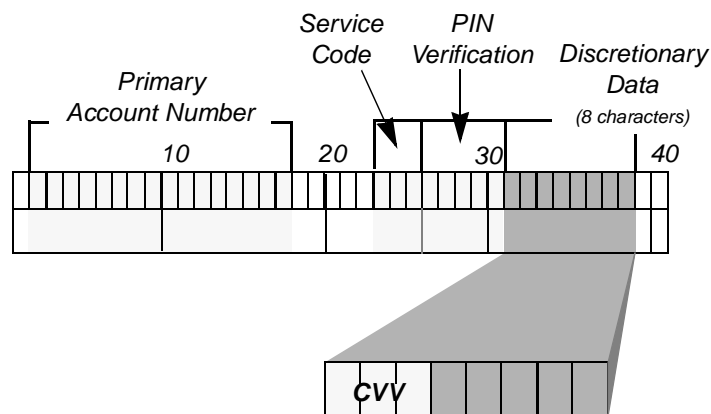 Service
Code
PIN
Verification
Discretionary
Data
(8 characters)
Primary
Account Number
10
20
30
40
CVV